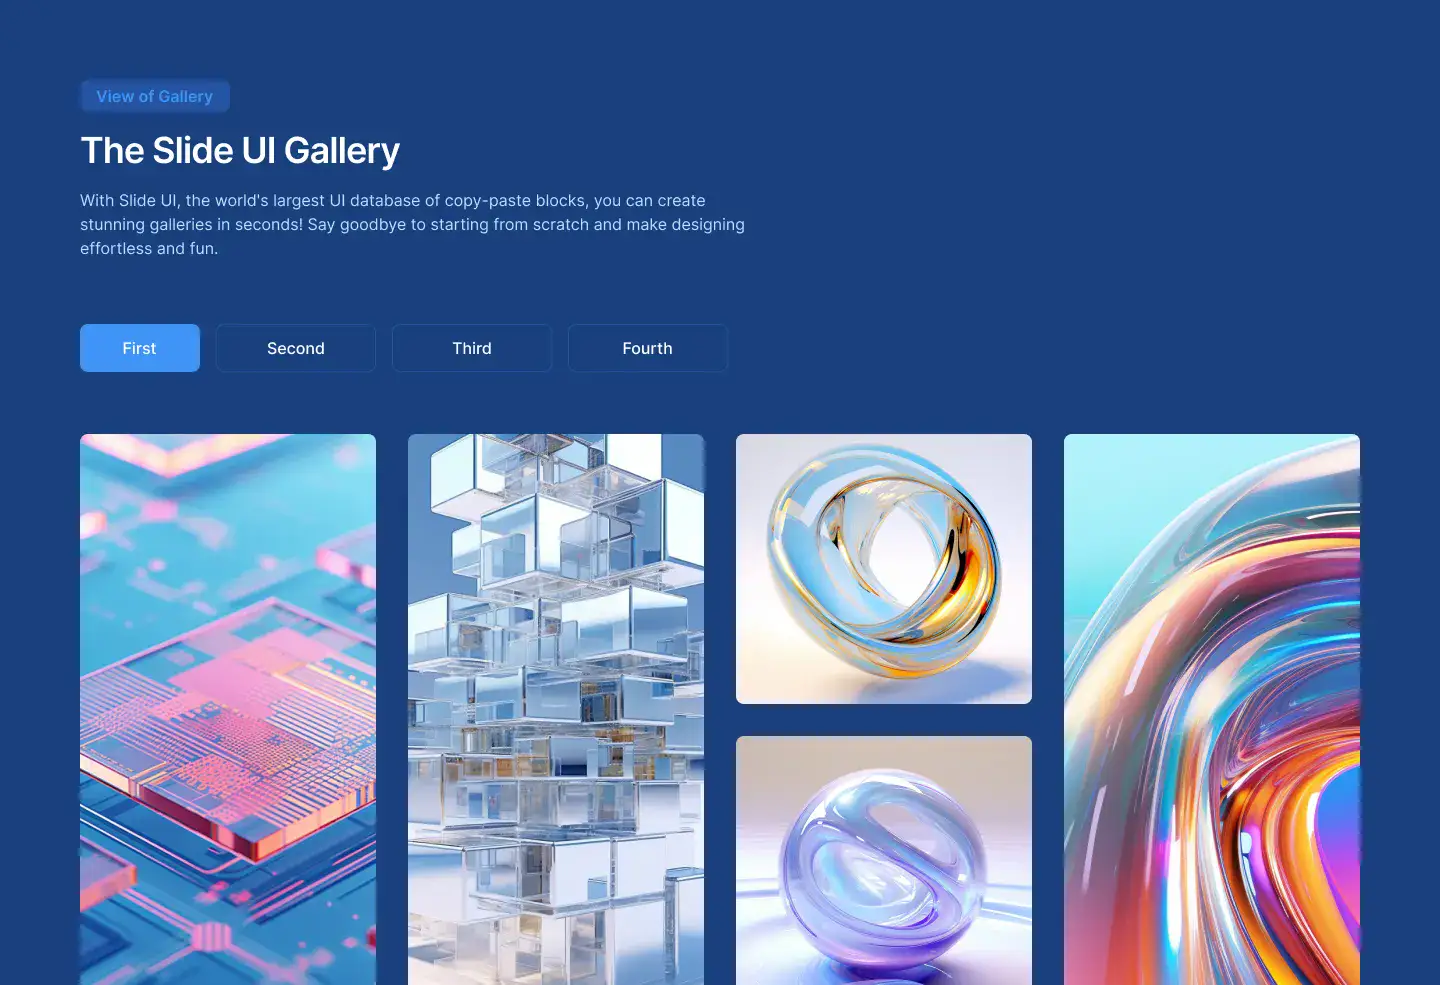 View of Gallery
The Slide UI Gallery
With Slide UI, the world's largest UI database of copy-paste blocks, you can create
stunning galleries in seconds! Say goodbye to starting from scratch and make designing
effortless and fun.
First
Second
Third
Fourth